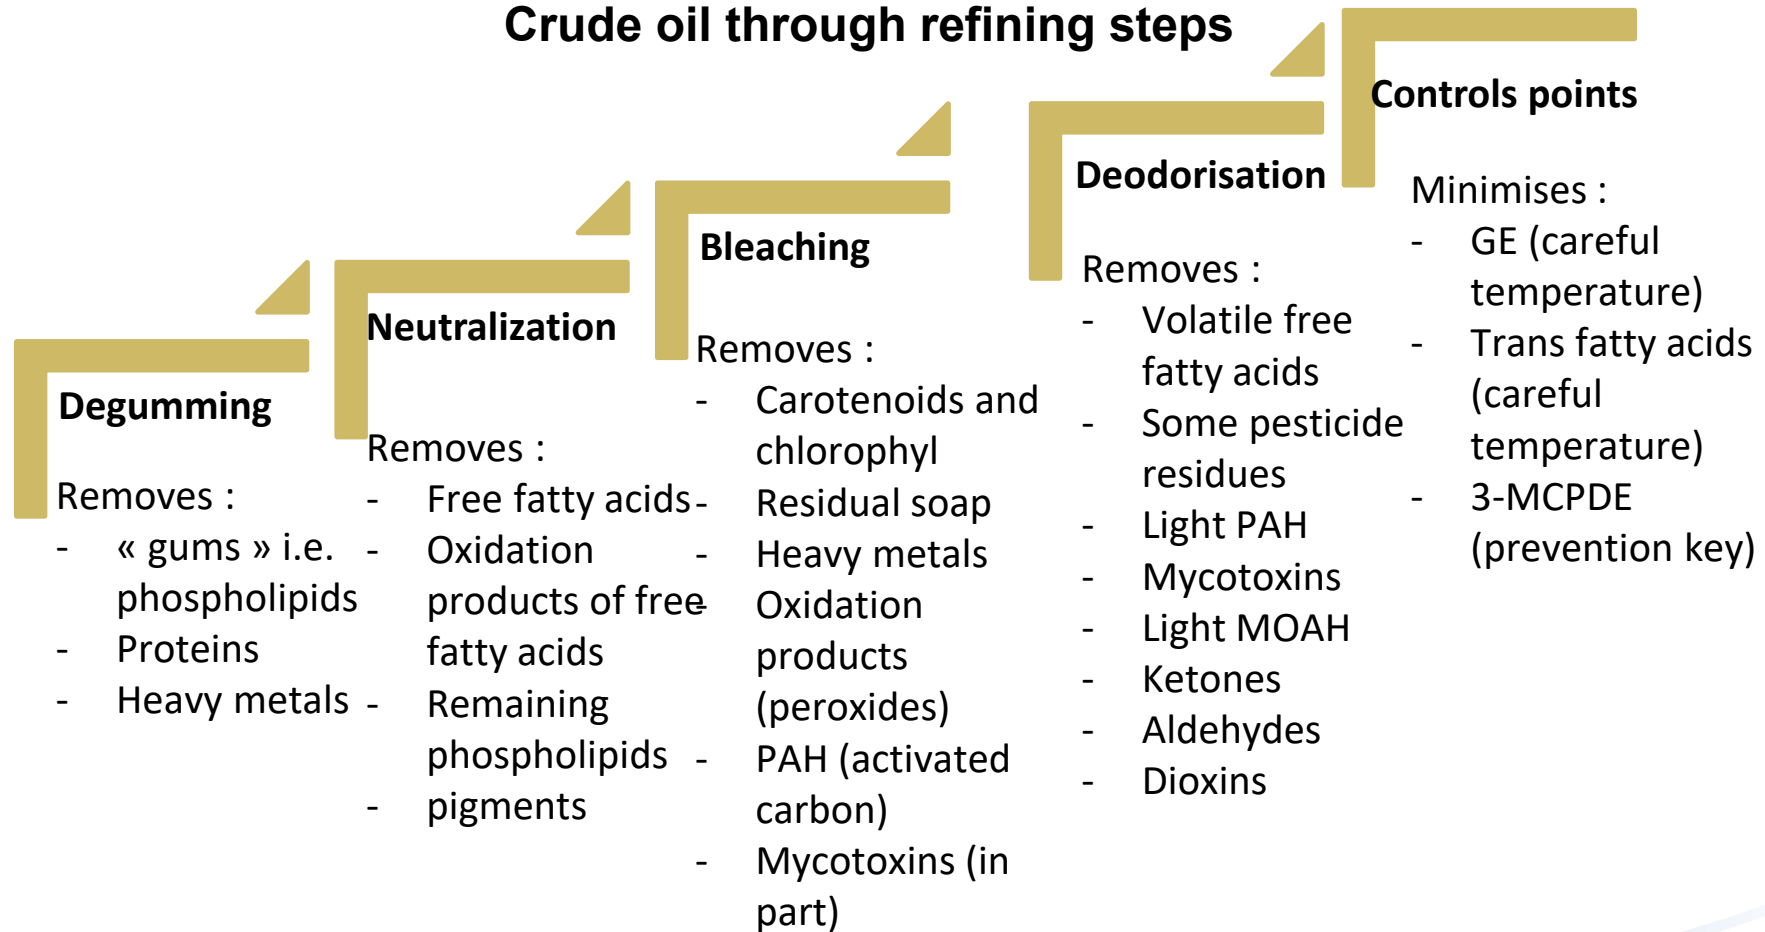 Crude oil through refining steps
Degumming
Removes :
- « gums » i.e.
phospholipids
- Proteins
- Heavy metals
Neutralization
Removes :
- Free fatty acids
- Oxidation
products of free
fatty acids
- Remaining
phospholipids
- pigments
Bleaching
Removes :
- Carotenoids and
chlorophyl
- Residual soap
- Heavy metals
- Oxidation
products
(peroxides)
- PAH (activated
carbon)
- Mycotoxins (in
part)
Deodorisation
Removes :
- Volatile free
fatty acids
- Some pesticide
residues
- Light PAH
- Mycotoxins
- Light MOAH
- Ketones
- Aldehydes
- Dioxins
Controls points
Minimises :
- GE (careful
temperature)
- Trans fatty acids
(careful
temperature)
- 3-MCPDE
(prevention key)